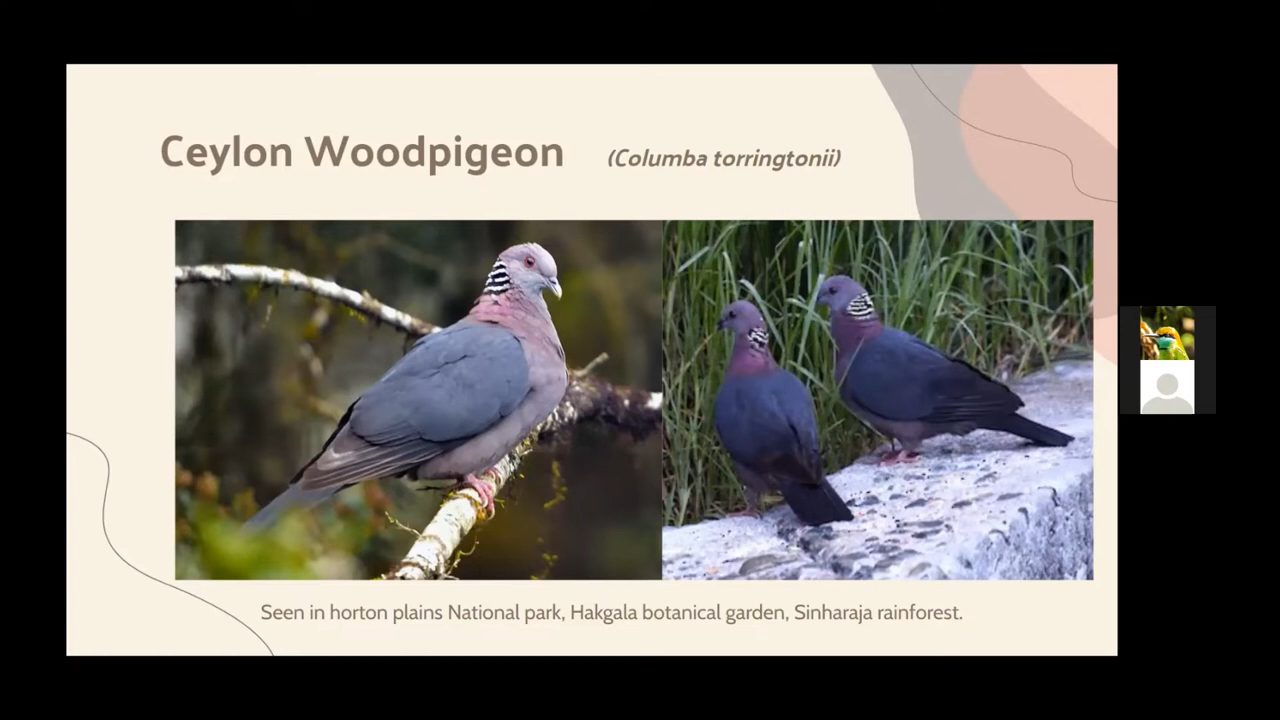 Ceylon Woodpigeon (Columba torringtonii)
Seen in horton plains National park, Hakgala botanical garden, Sinharaja rainforest.